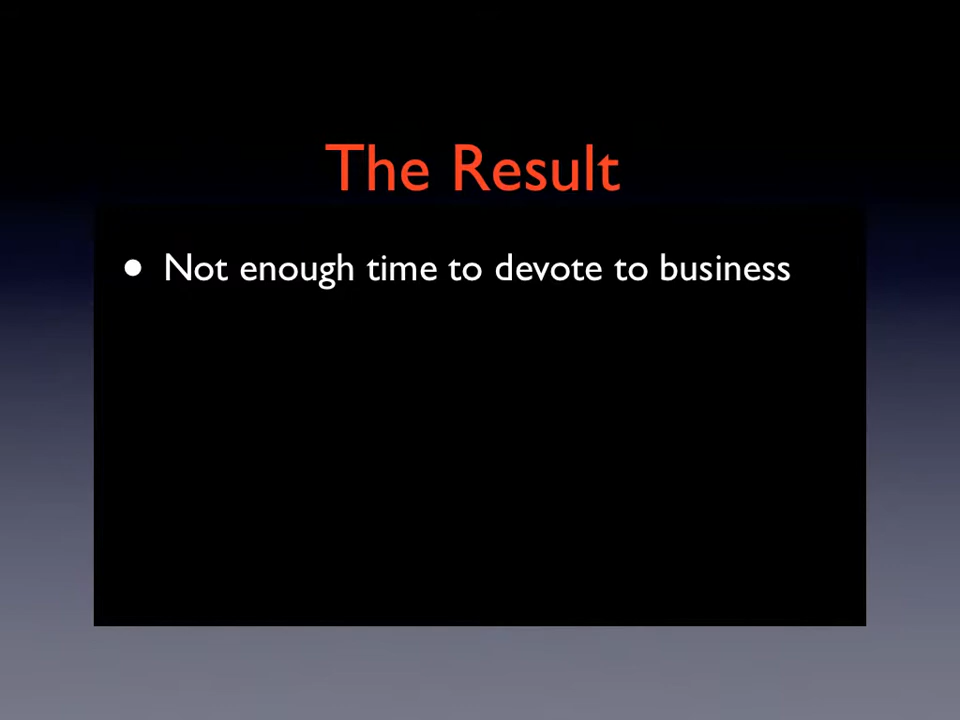 The Result
• Not enough time to devote to business